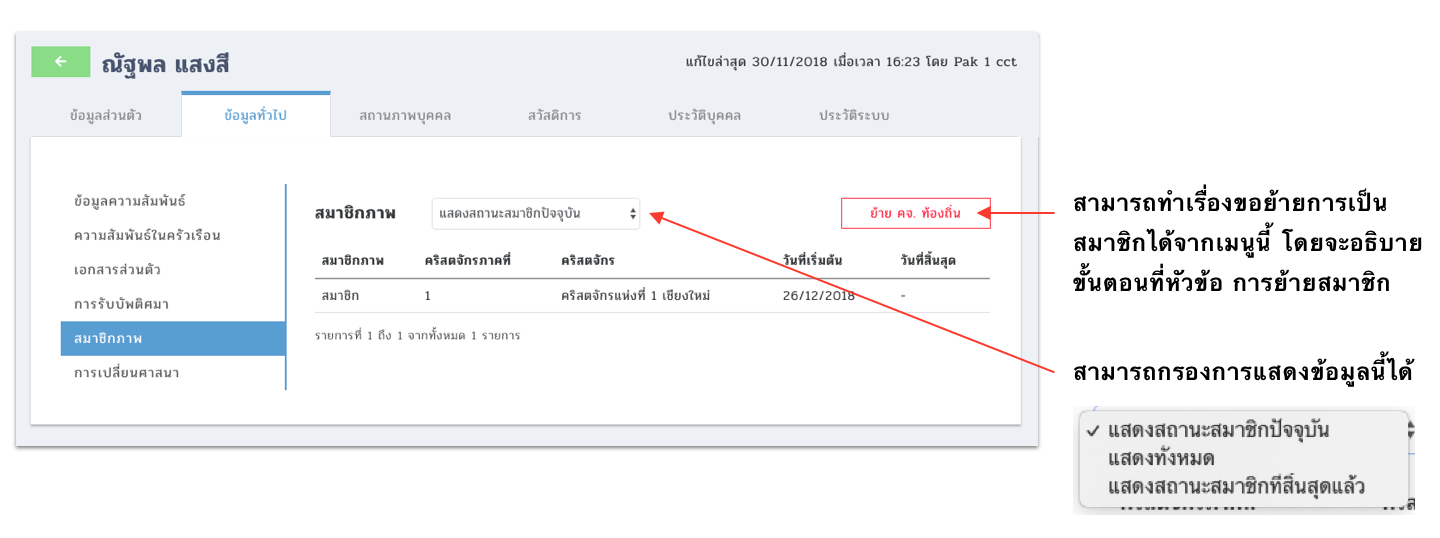 ณัฐพล แสงสี
แก้ไขล่าสุด 30/11/2018 เมื่อเวลา 16:23 โดย Pak 1 cct
ข้อมูลส่วนตัว ข้อมูลทั่วไป สถานภาพบุคคล สวัสดิการ ประวัติบุคคล ประวัติระบบ
ข้อมูลความสัมพันธ์
ความสัมพันธ์ในครัวเรือน
เอกสารส่วนตัว
การรับบัพติศมา
สมาชิกภาพ
การเปลี่ยนศาสนา
สมาชิกภาพ แสดงสถานะสมาชิกปัจจุบัน ย้าย คจ. ท้องถิ่น
สมาชิกภาพ คริสตจักรภาคที่ คริสตจักร วันที่เริ่มต้น วันที่สิ้นสุด
สมาชิก 1 คริสตจักรแห่งที่ 1 เชียงใหม่ 26/12/2018 -
รายการที่ 1 ถึง 1 จากทั้งหมด 1 รายการ
สามารถทำเรื่องขอย้ายการเป็น
สมาชิกได้จากเมนูนี้ โดยจะอธิบาย
ขั้นตอนที่หัวข้อ การย้ายสมาชิก
สามารถกรองการแสดงข้อมูลนี้ได้
✓ แสดงสถานะสมาชิกปัจจุบัน
แสดงทั้งหมด
แสดงสถานะสมาชิกที่สิ้นสุดแล้ว